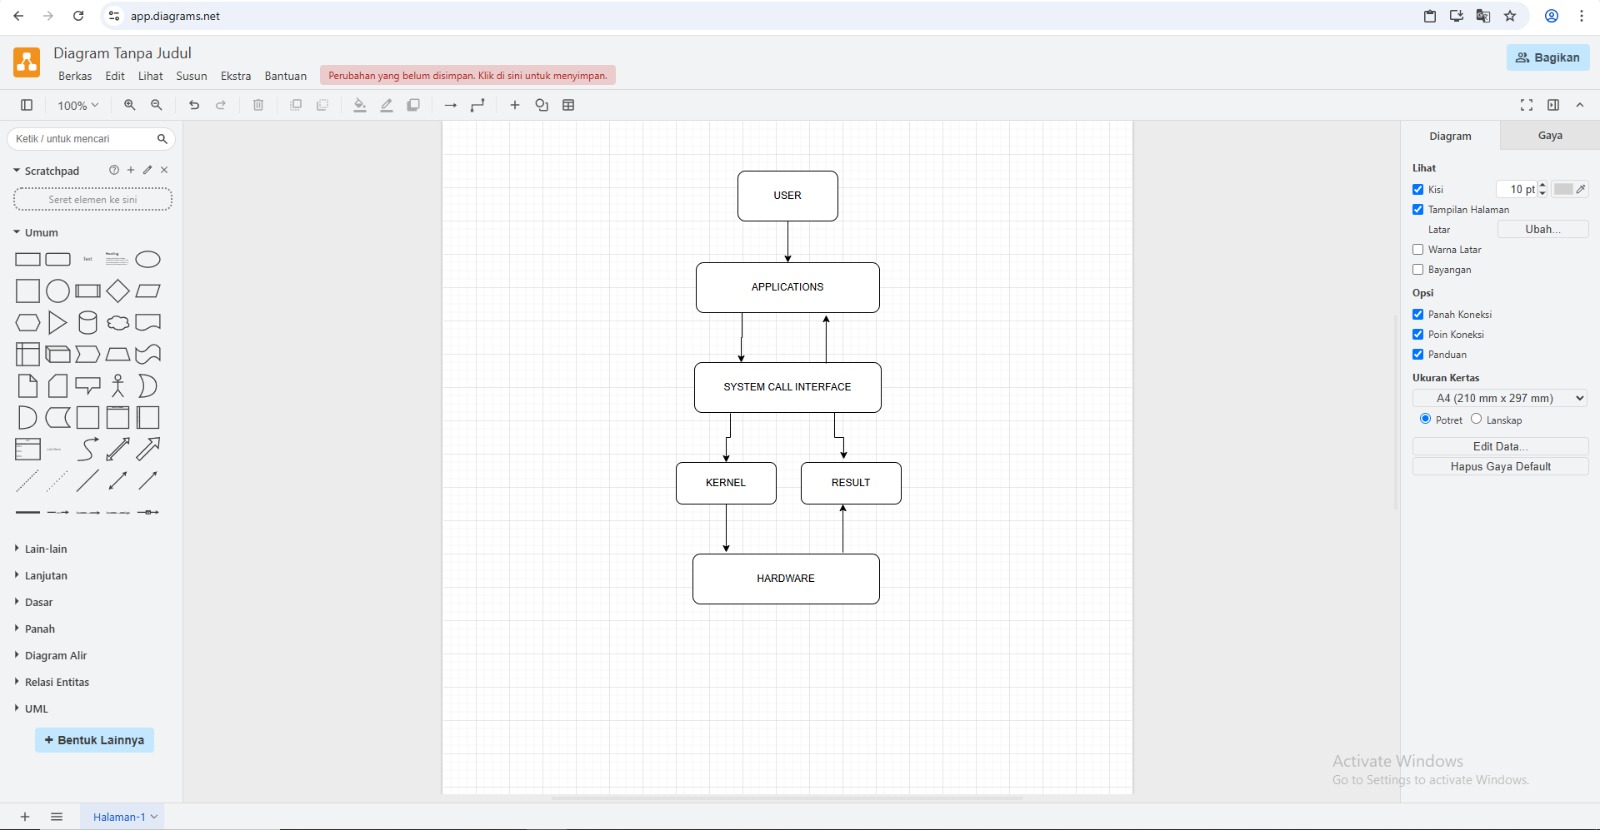 app.diagrams.net
Diagram Tanpa Judul
Berkas Edit Lihat Susun Ekstra Bantuan
Perubahan yang belum disimpan. Klik di sini untuk menyimpan.
Bagikan
100%
Ketik / untuk mencari
Scratchpad
Seret elemen ke sini
Umum
Text
Heading
Lain-lain
Lanjutan
Dasar
Panah
Diagram Alir
Relasi Entitas
UML
+ Bentuk Lainnya
USER
APPLICATIONS
SYSTEM CALL INTERFACE
KERNEL
RESULT
HARDWARE
Diagram
Gaya
Lihat
Kisi
10 pt
Tampilan Halaman
Latar
Ubah...
Warna Latar
Bayangan
Opsi
Panah Koneksi
Poin Koneksi
Panduan
Ukuran Kertas
A4 (210 mm x 297 mm)
Potret Lanskap
Edit Data...
Hapus Gaya Default
Activate Windows
Go to Settings to activate Windows.
Halaman-1